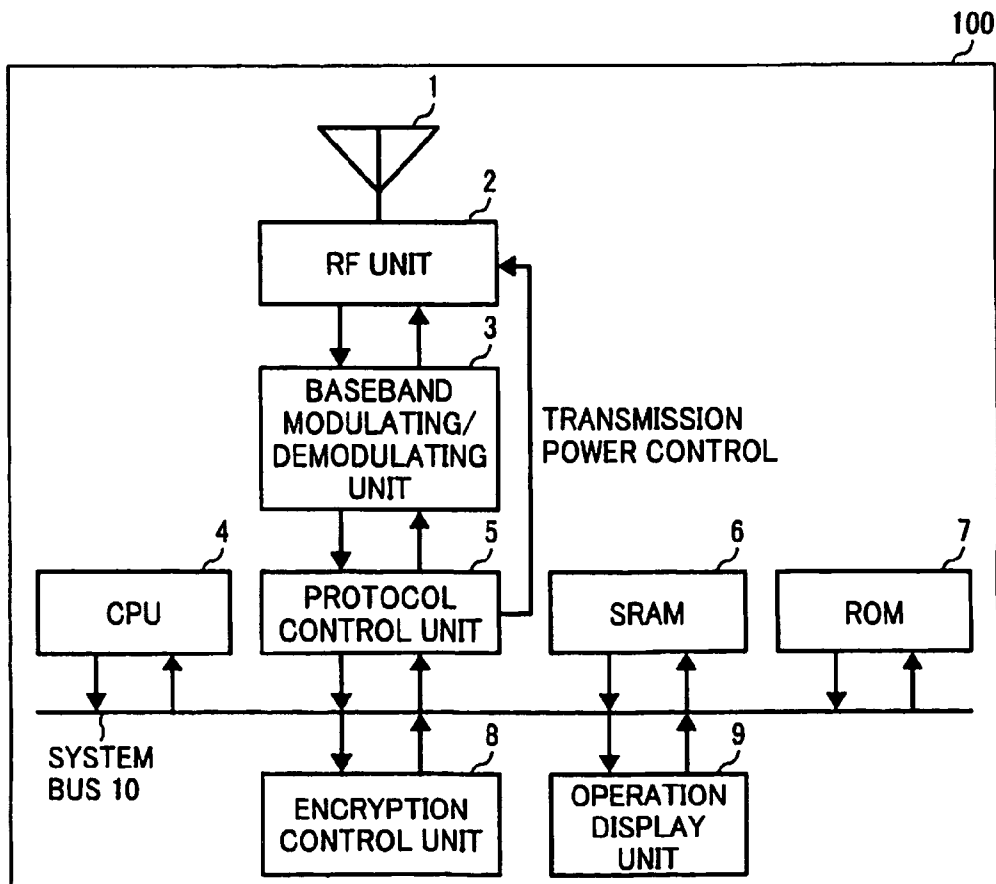 100
1
2
RF UNIT
3
BASEBAND
MODULATING/
DEMODULATING
UNIT
TRANSMISSION
POWER CONTROL
4
CPU
5
PROTOCOL
CONTROL UNIT
6
SRAM
7
ROM
SYSTEM
BUS 10
8
ENCRYPTION
CONTROL UNIT
9
OPERATION
DISPLAY
UNIT